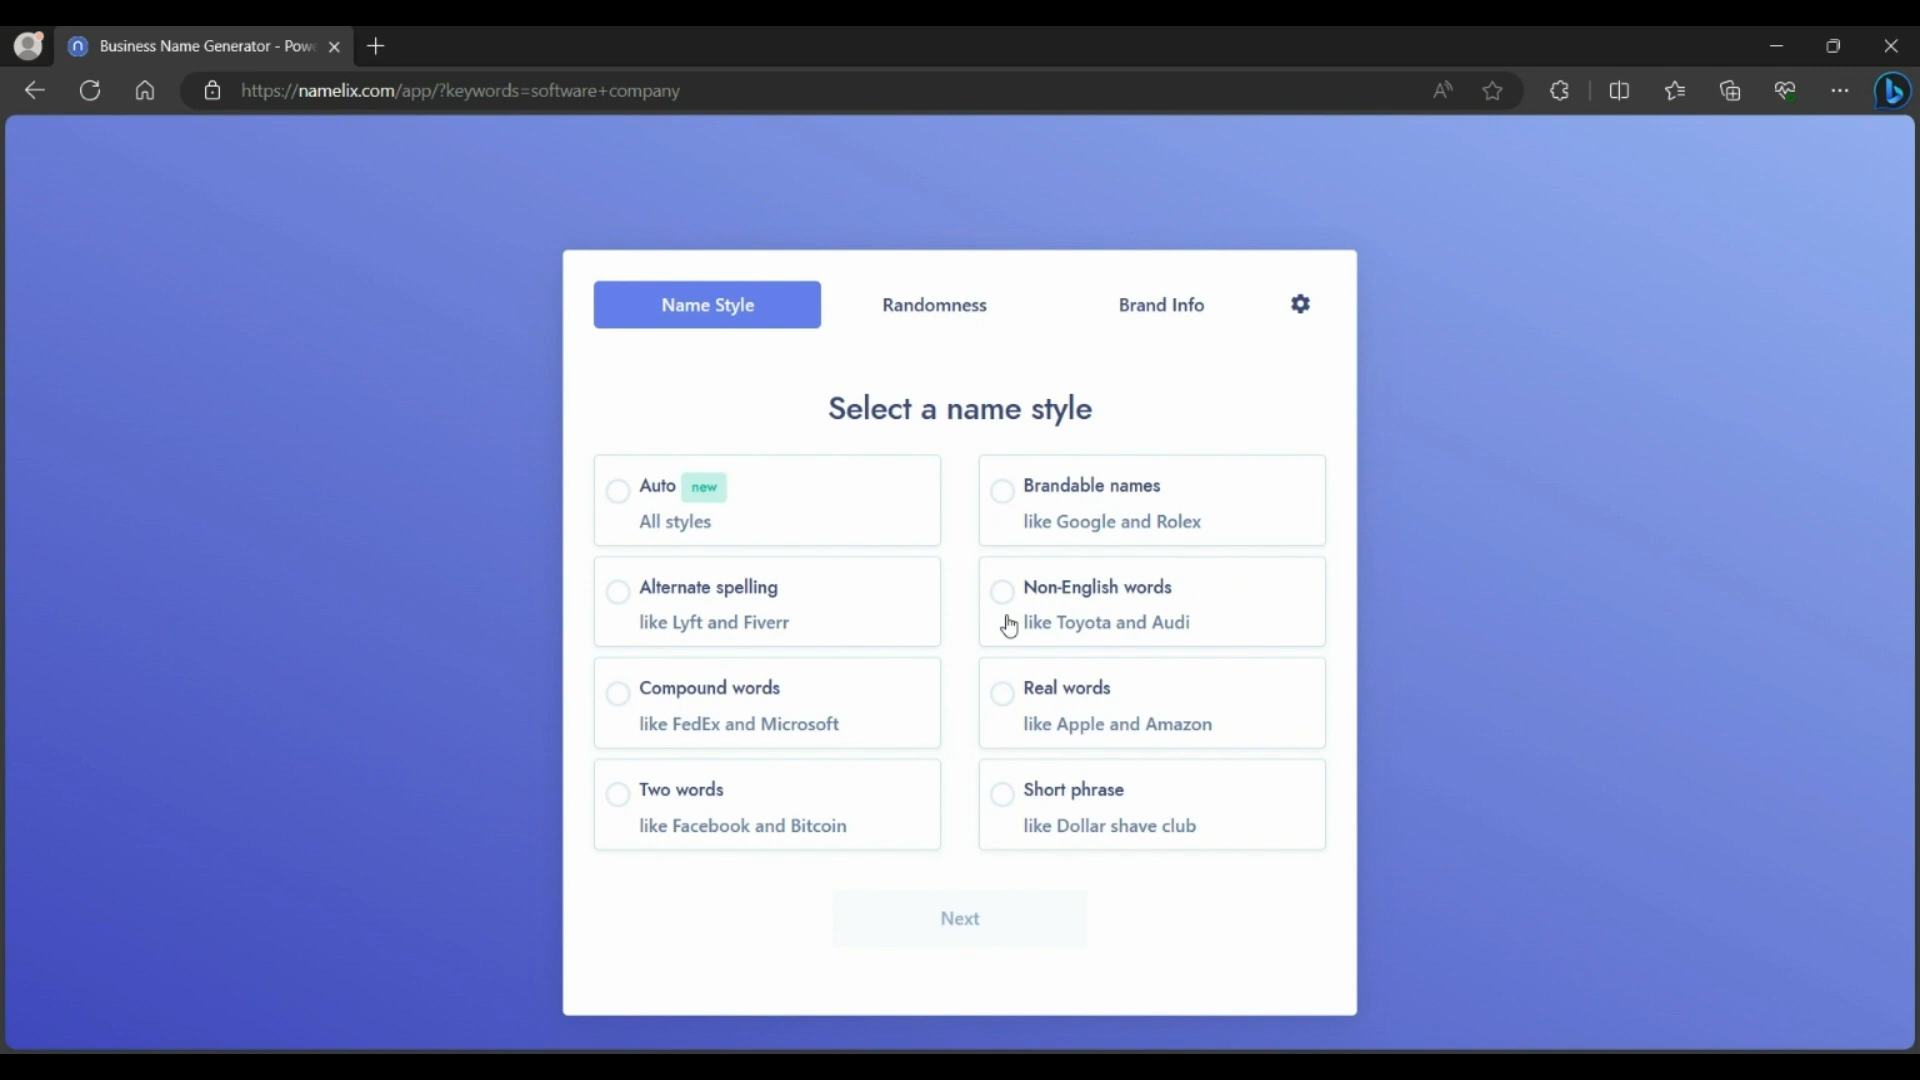 Business Name Generator - Pow
https://namelix.com/app/?keywords=software+company
Name Style
Randomness
Brand Info
Select a name style
Auto new
All styles
Brandable names
like Google and Rolex
Alternate spelling
like Lyft and Fiverr
Non-English words
like Toyota and Audi
Compound words
like FedEx and Microsoft
Real words
like Apple and Amazon
Two words
like Facebook and Bitcoin
Short phrase
like Dollar shave club
Next